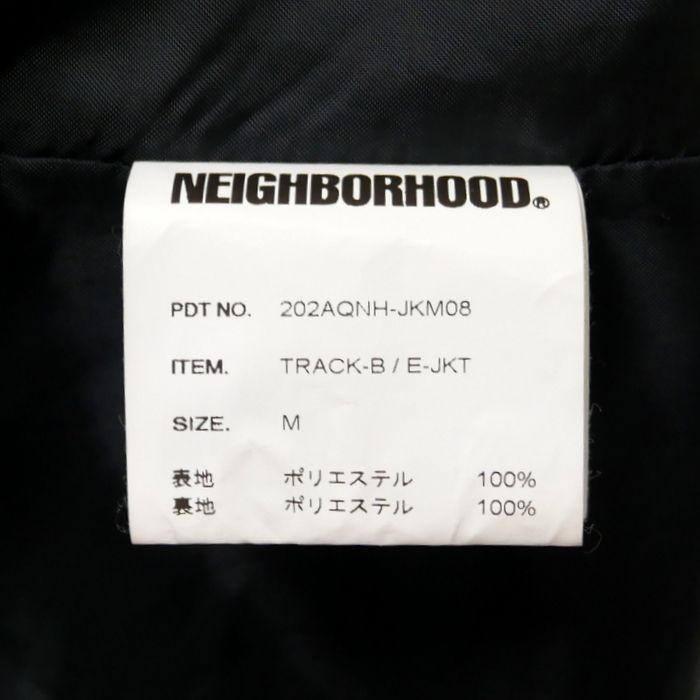 NEIGHBORHOOD®
PDT NO. 202AQNH-JKM08
ITEM. TRACK-B / E-JKT
SIZE. M
表地 ポリエステル 100%
裏地 ポリエステル 100%